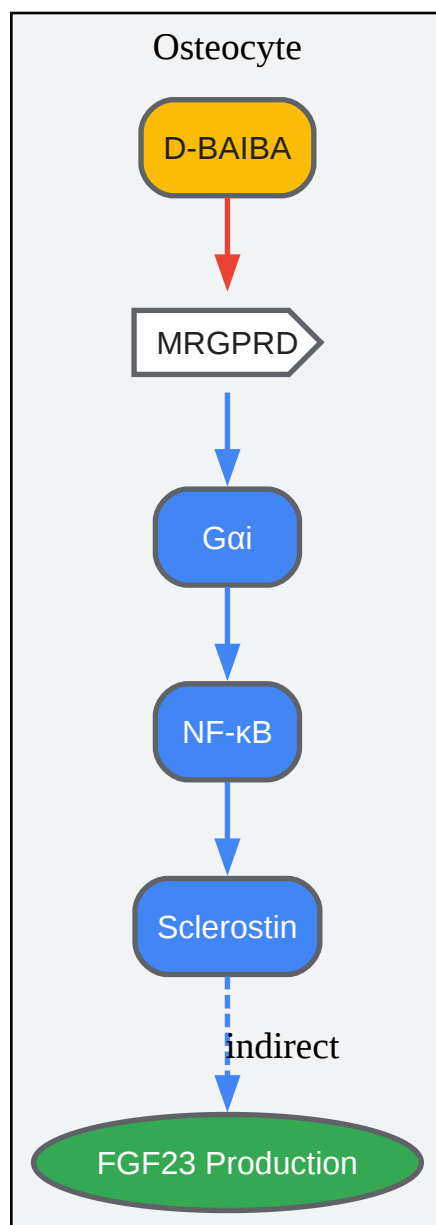 Osteocyte
D-BAIBA
MRGPRD
Gαi
NF-κB
Sclerostin
indirect
FGF23 Production